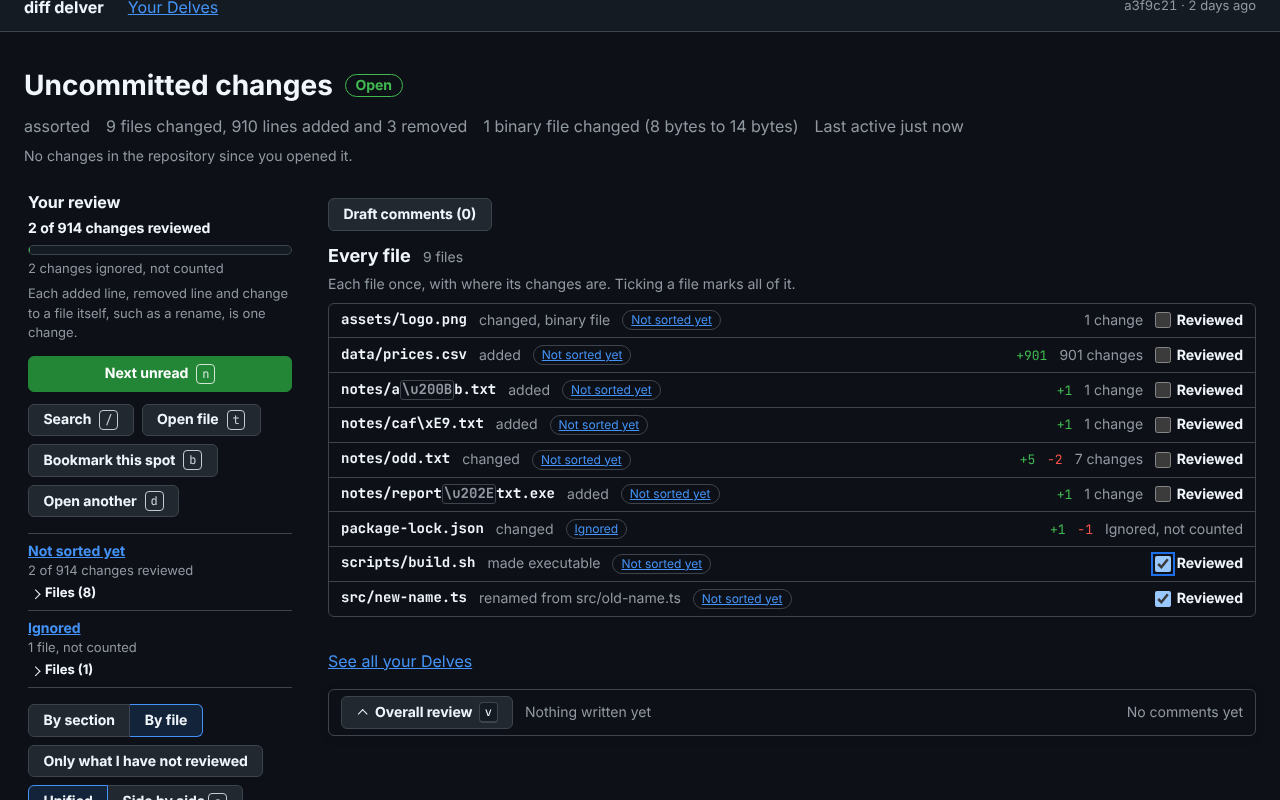 diff delver Your Delves a3f9c21 · 2 days ago
Uncommitted changes Open
assorted 9 files changed, 910 lines added and 3 removed 1 binary file changed (8 bytes to 14 bytes) Last active just now
No changes in the repository since you opened it.
Your review
2 of 914 changes reviewed
2 changes ignored, not counted
Each added line, removed line and change
to a file itself, such as a rename, is one
change.
Next unread n
Search / Open file t
Bookmark this spot b
Open another d
Not sorted yet
2 of 914 changes reviewed
Files (8)
Ignored
1 file, not counted
Files (1)
By section By file
Only what I have not reviewed
Unified Side by side
Draft comments (0)
Every file 9 files
Each file once, with where its changes are. Ticking a file marks all of it.
assets/logo.png changed, binary file Not sorted yet 1 change Reviewed
data/prices.csv added Not sorted yet +901 901 changes Reviewed
notes/a\u200Bb.txt added Not sorted yet +1 1 change Reviewed
notes/caf\xE9.txt added Not sorted yet +1 1 change Reviewed
notes/odd.txt changed Not sorted yet +5 -2 7 changes Reviewed
notes/report\u202Etxt.exe added Not sorted yet +1 1 change Reviewed
package-lock.json changed Ignored +1 -1 Ignored, not counted
scripts/build.sh made executable Not sorted yet Reviewed
src/new-name.ts renamed from src/old-name.ts Not sorted yet Reviewed
See all your Delves
Overall review v Nothing written yet No comments yet